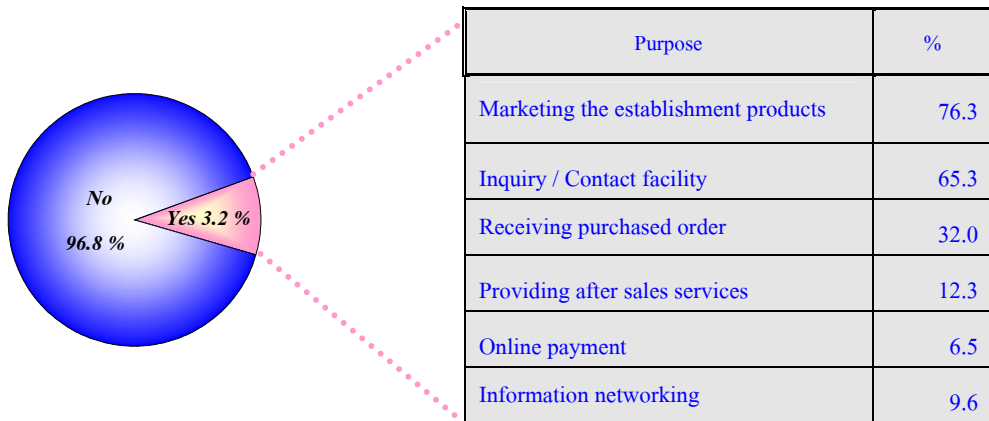 No
96.8 %
Yes 3.2 %
Purpose %
Marketing the establishment products 76.3
Inquiry / Contact facility 65.3
Receiving purchased order 32.0
Providing after sales services 12.3
Online payment 6.5
Information networking 9.6